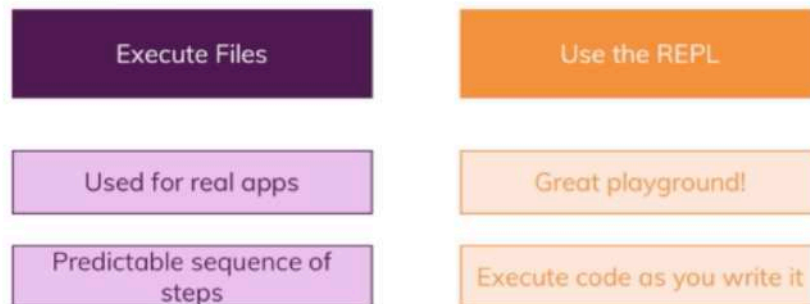 Execute Files
Use the REPL
Used for real apps
Great playground!
Predictable sequence of
steps
Execute code as you write it